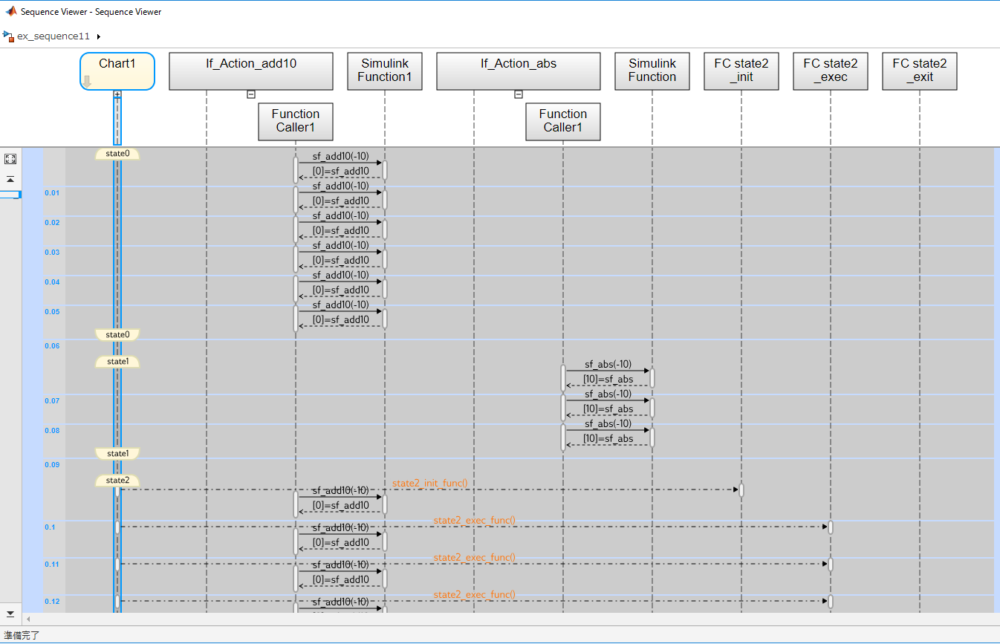 Sequence Viewer - Sequence Viewer
ex_sequence11
Chart1
If_Action_add10
Simulink
Function1
If_Action_abs
Simulink
Function
FC state2
_init
FC state2
_exec
FC state2
_exit
Function
Caller1
Function
Caller1
state0
sf_add10(-10)
[0]=sf_add10
0.01
sf_add10(-10)
[0]=sf_add10
0.02
sf_add10(-10)
[0]=sf_add10
0.03
sf_add10(-10)
[0]=sf_add10
0.04
sf_add10(-10)
[0]=sf_add10
0.05
sf_add10(-10)
[0]=sf_add10
state0
0.06
state1
sf_abs(-10)
[10]=sf_abs
0.07
sf_abs(-10)
[10]=sf_abs
0.08
sf_abs(-10)
[10]=sf_abs
state1
0.09
state2
state2_init_func()
sf_add10(-10)
[0]=sf_add10
0.1
state2_exec_func()
sf_add10(-10)
[0]=sf_add10
0.11
state2_exec_func()
sf_add10(-10)
[0]=sf_add10
0.12
state2_exec_func()
sf_add10(-10)
準備完了